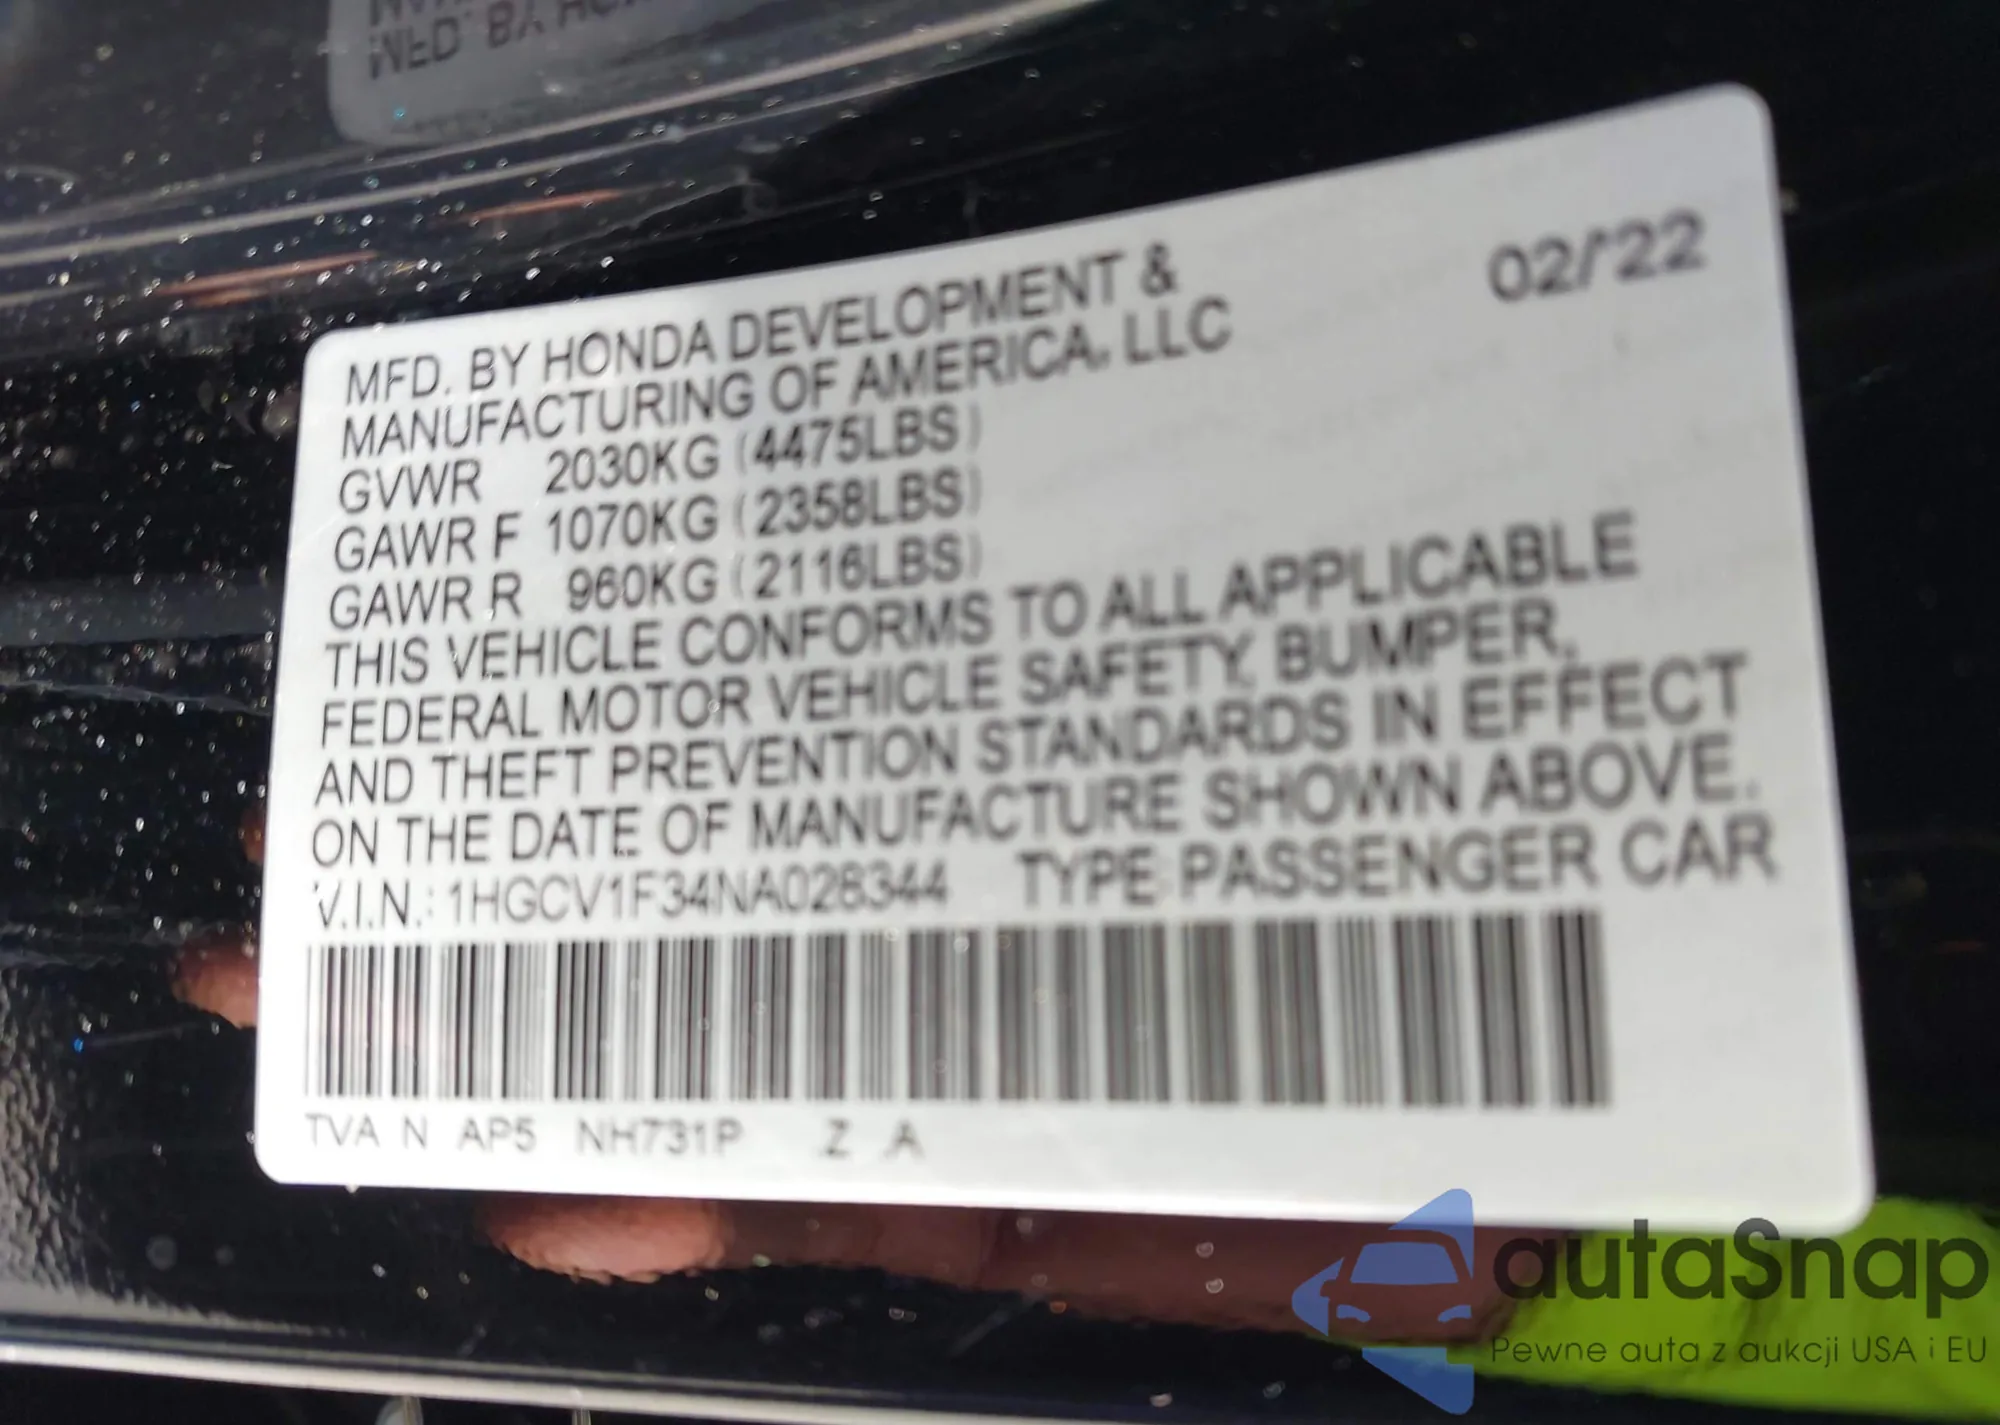 02/'22
MFD. BY HONDA DEVELOPMENT &
MANUFACTURING OF AMERICA, LLC
GVWR 2030KG (4475LBS)
GAWR F 1070KG (2358LBS)
GAWR R 960KG (2116LBS)
THIS VEHICLE CONFORMS TO ALL APPLICABLE
FEDERAL MOTOR VEHICLE SAFETY, BUMPER,
AND THEFT PREVENTION STANDARDS IN EFFECT
ON THE DATE OF MANUFACTURE SHOWN ABOVE.
V.I.N.: 1HGCV1F34NA028344 TYPE PASSENGER CAR
TVA N AP5 NH731P Z A
autaSnap
Pewne auta z aukcji USA i EU